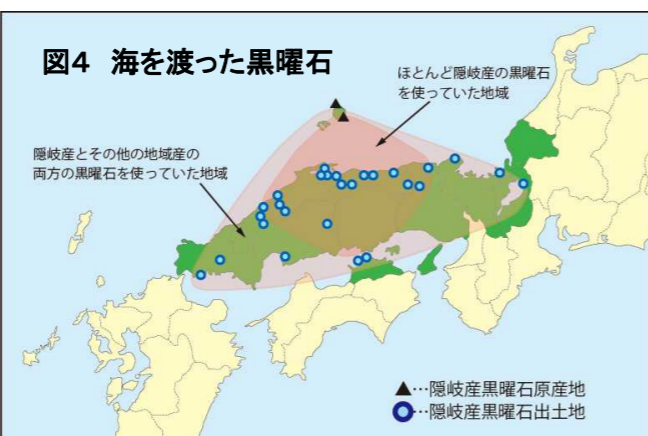 図4 海を渡った黒曜石
ほとんど隠岐産の黒曜石
を使っていた地域
隠岐産とその他の地域産の
両方の黒曜石を使っていた地域
▲…隠岐産黒曜石原産地
○…隠岐産黒曜石出土地